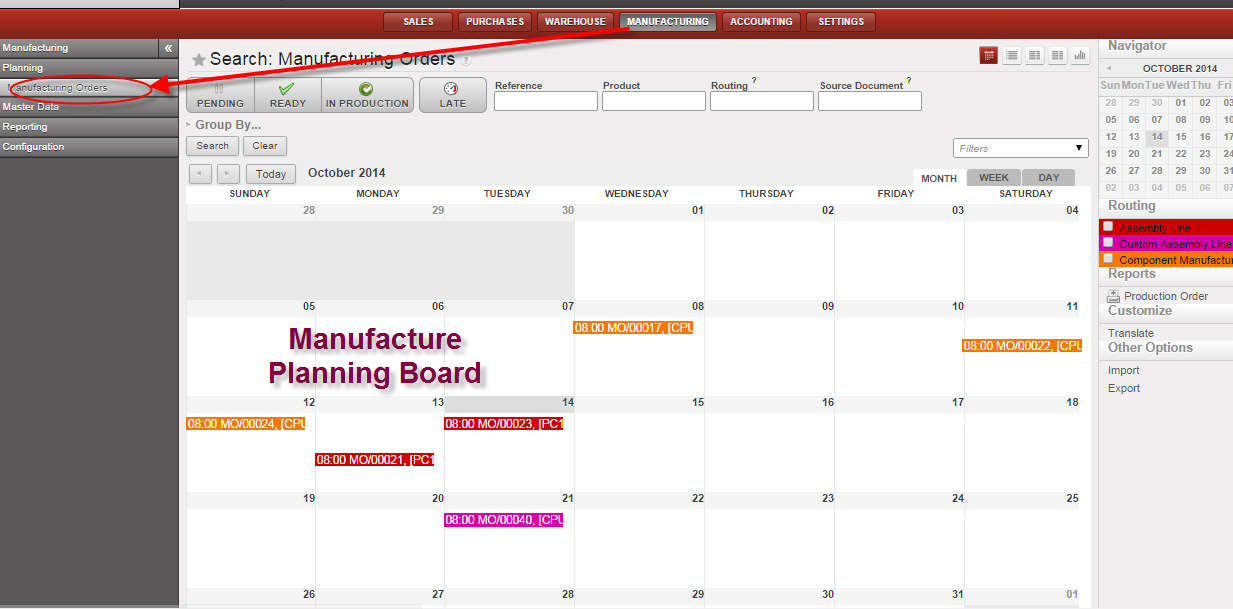 SALES PURCHASES WAREHOUSE MANUFACTURING ACCOUNTING SETTINGS
Manufacturing «
Planning
Manufacturing Orders
Master Data
Reporting
Configuration
Search: Manufacturing Orders ?
PENDING READY IN PRODUCTION LATE
Reference Product Routing ? Source Document ?
Group By...
Search Clear
Filters
Today October 2014 MONTH WEEK DAY
SUNDAY MONDAY TUESDAY WEDNESDAY THURSDAY FRIDAY SATURDAY
28 29 30 01 02 03 04
05 06 07 08 09 10 11
08:00 MO/00017, [CPU
08:00 MO/00022, [CPU
Manufacture
Planning Board
12 13 14 15 16 17 18
08:00 MO/00024, [CPU 08:00 MO/00023, [PC1
08:00 MO/00021, [PC1
19 20 21 22 23 24 25
08:00 MO/00040, [CPU
26 27 28 29 30 31 01
Navigator
OCTOBER 2014
Sun Mon Tue Wed Thu Fri
28 29 30 01 02 03
05 06 07 08 09 10
12 13 14 15 16 17
19 20 21 22 23 24
26 27 28 29 30 31
02 03 04 05 06 07
Routing
Assembly Line 1
Custom Assembly Line
Component Manufactur
Reports
Production Order
Customize
Translate
Other Options
Import
Export